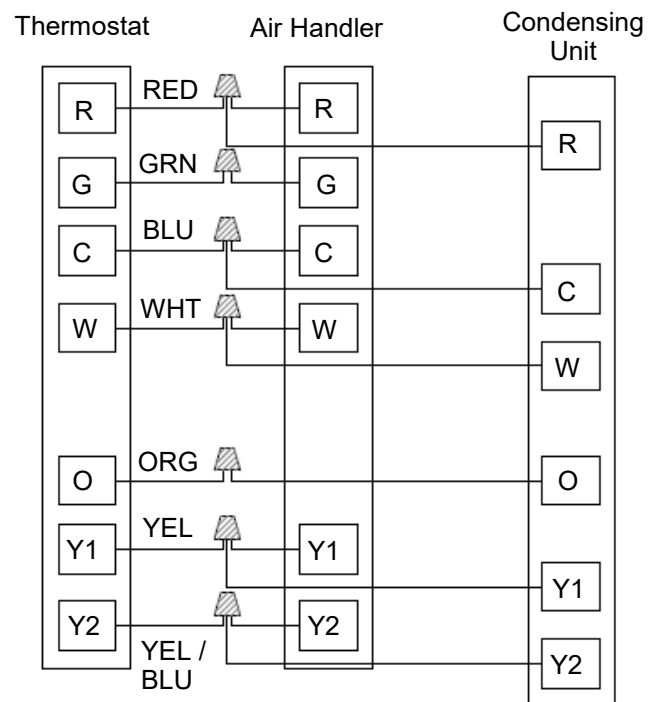 Thermostat
Air Handler
Condensing
Unit
R
RED
R
R
G
GRN
G
C
BLU
C
C
W
WHT
W
W
O
ORG
O
Y1
YEL
Y1
Y1
Y2
YEL /
BLU
Y2
Y2